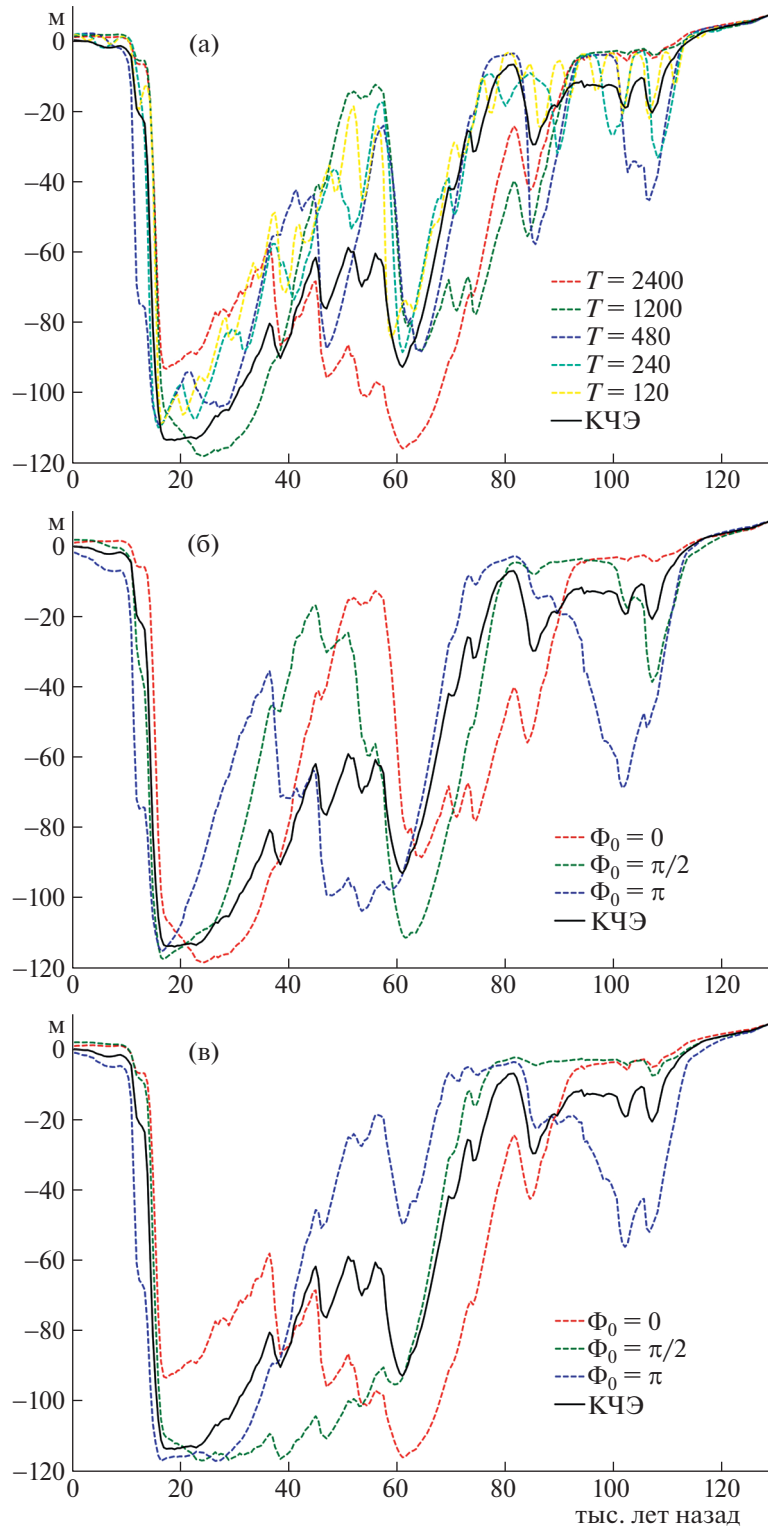 м
(а)
0
−20
−40
−60
−80
−100
−120
T = 2400
T = 1200
T = 480
T = 240
T = 120
КЧЭ
0 20 40 60 80 100 120
м
(б)
0
−20
−40
−60
−80
−100
−120
Φ₀ = 0
Φ₀ = π/2
Φ₀ = π
КЧЭ
0 20 40 60 80 100 120
м
(в)
0
−20
−40
−60
−80
−100
−120
Φ₀ = 0
Φ₀ = π/2
Φ₀ = π
КЧЭ
0 20 40 60 80 100 120
тыс. лет назад